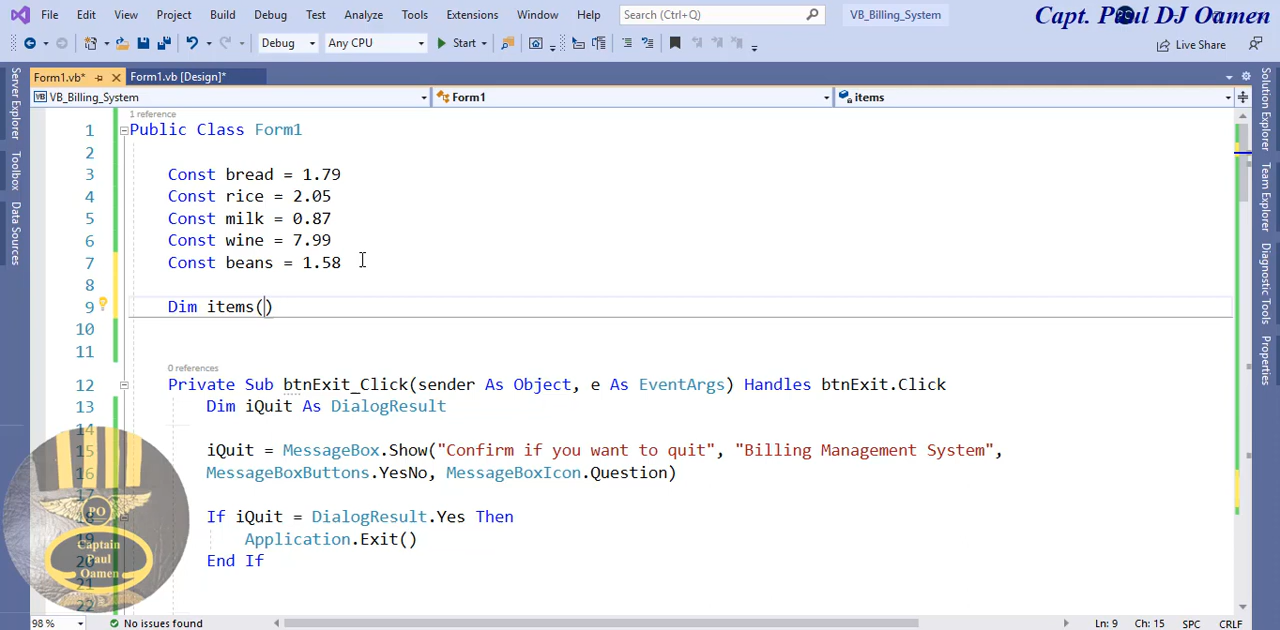 File Edit View Project Build Debug Test Analyze Tools Extensions Window Help Search (Ctrl+Q) VB_Billing_System
Capt. Paul DJ Oamen
Debug Any CPU Start Live Share
Form1.vb* Form1.vb [Design]*
VB_Billing_System Form1 items
Server Explorer
Toolbox
Data Sources
Solution Explorer
Team Explorer
Diagnostic Tools
Properties
1 reference
1 Public Class Form1
2
3 Const bread = 1.79
4 Const rice = 2.05
5 Const milk = 0.87
6 Const wine = 7.99
7 Const beans = 1.58
8
9 Dim items()
10
11
0 references
12 Private Sub btnExit_Click(sender As Object, e As EventArgs) Handles btnExit.Click
13 Dim iQuit As DialogResult
14
15 iQuit = MessageBox.Show("Confirm if you want to quit", "Billing Management System",
16 MessageBoxButtons.YesNo, MessageBoxIcon.Question)
17
18 If iQuit = DialogResult.Yes Then
Application.Exit()
20 End If
21
22
PO
Captain
Paul
Oamen
98 % No issues found Ln: 9 Ch: 15 SPC CRLF